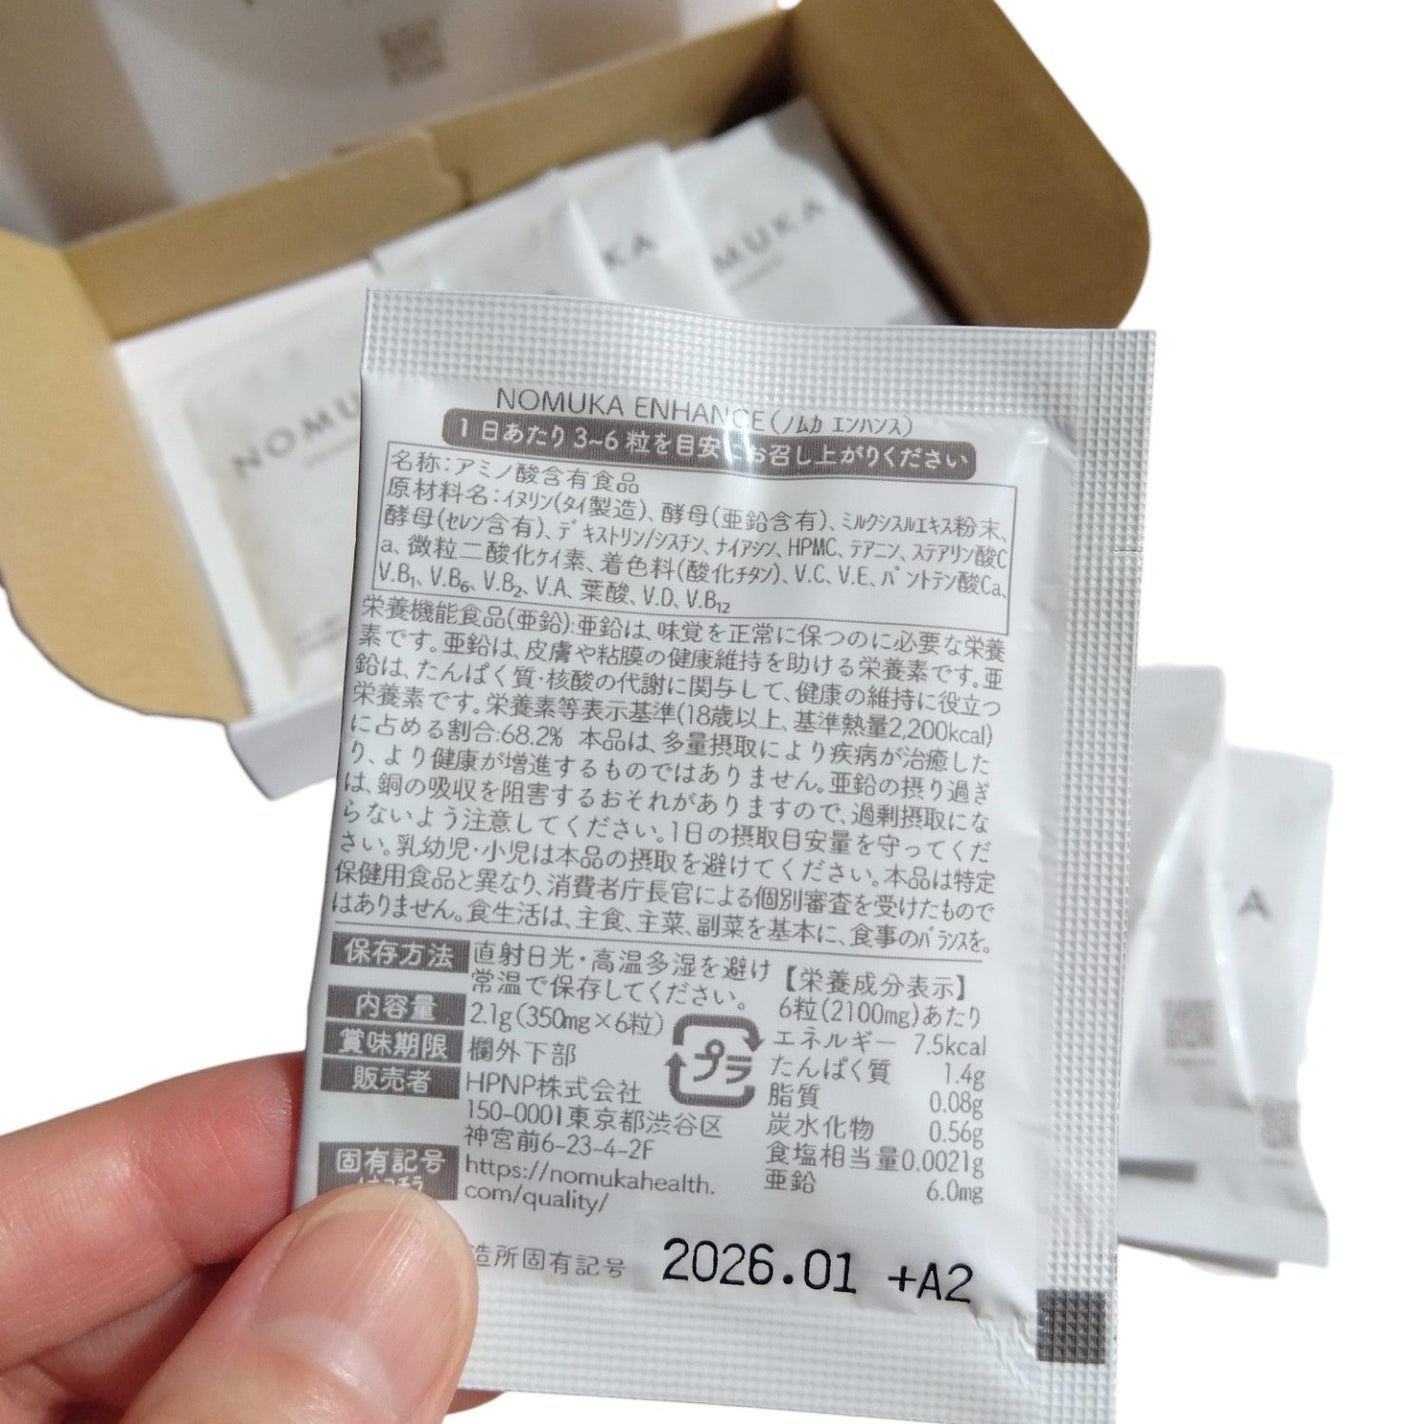 NOMUKA
KA
MUKA
NOMU
NOMUKA ENHANCE(ノムカ エンハンス)
1日あたり3~6粒を目安にお召し上がりください
名称:アミノ酸含有食品
原材料名:イヌリン(タイ製造)、酵母(亜鉛含有)、ミルクシスルエキス粉末、
酵母(セレン含有)、デキストリン/シスチン、ナイアシン、HPMC、テアニン、ステアリン酸C
a、微粒二酸化ケイ素、着色料(酸化チタン)、V.C、V.E、パントテン酸Ca、
V.B₁、V.B₆、V.B₂、V.A、葉酸、V.D、V.B₁₂
栄養機能食品(亜鉛):亜鉛は、味覚を正常に保つのに必要な栄養
素です。亜鉛は、皮膚や粘膜の健康維持を助ける栄養素です。亜
鉛は、たんぱく質・核酸の代謝に関与して、健康の維持に役立つ
栄養素です。栄養素等表示基準(18歳以上、基準熱量2,200kcal)
に占める割合:68.2% 本品は、多量摂取により疾病が治癒した
り、より健康が増進するものではありません。亜鉛の摂り過ぎ
は、銅の吸収を阻害するおそれがありますので、過剰摂取にな
らないよう注意してください。1日の摂取目安量を守ってくだ
さい。乳幼児・小児は本品の摂取を避けてください。本品は特定
保健用食品と異なり、消費者庁長官による個別審査を受けたもので
はありません。食生活は、主食、主菜、副菜を基本に、食事のバランスを。
保存方法 直射日光・高温多湿を避け
常温で保存してください。
内容量 2.1g(350mg×6粒)
賞味期限 欄外下部
販売者 HPNP株式会社
150-0001東京都渋谷区
神宮前6-23-4-2F
固有記号 https://nomukahealth.
com/quality/
プラ
【栄養成分表示】
6粒(2100mg)あたり
エネルギー 7.5kcal
たんぱく質 1.4g
脂質 0.08g
炭水化物 0.56g
食塩相当量0.0021g
亜鉛 6.0mg
造所固有記号 2026.01 +A2
A